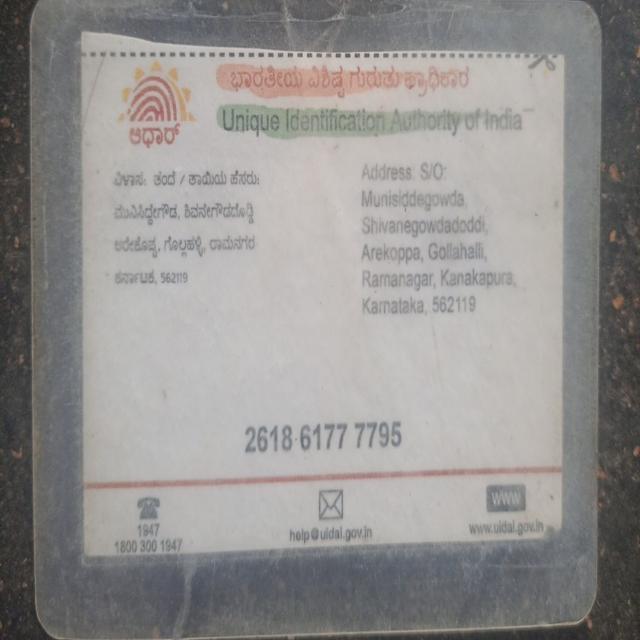 ಭಾರತೀಯ ವಿಶಿಷ್ಟ ಗುರುತು ಪ್ರಾಧಿಕಾರ
Unique Identification Authority of India
ಆಧಾರ್
ವಿಳಾಸ: ತಂದೆ / ತಾಯಿಯ ಹೆಸರು:
ಮುನಿಸಿದ್ದೇಗೌಡ, ಶಿವನೇಗೌಡದೊಡ್ಡಿ
ಅರೇಕೊಪ್ಪ, ಗೊಲ್ಲಹಳ್ಳಿ, ರಾಮನಗರ
ಕರ್ನಾಟಕ, 562119
Address: S/O:
Munisiddegowda,
Shivanegowdadoddi,
Arekoppa, Gollahalli,
Ramanagar, Kanakapura,
Karnataka, 562119
2618 6177 7795
1947
1800 300 1947
help@uidai.gov.in
WWW
www.uidai.gov.in